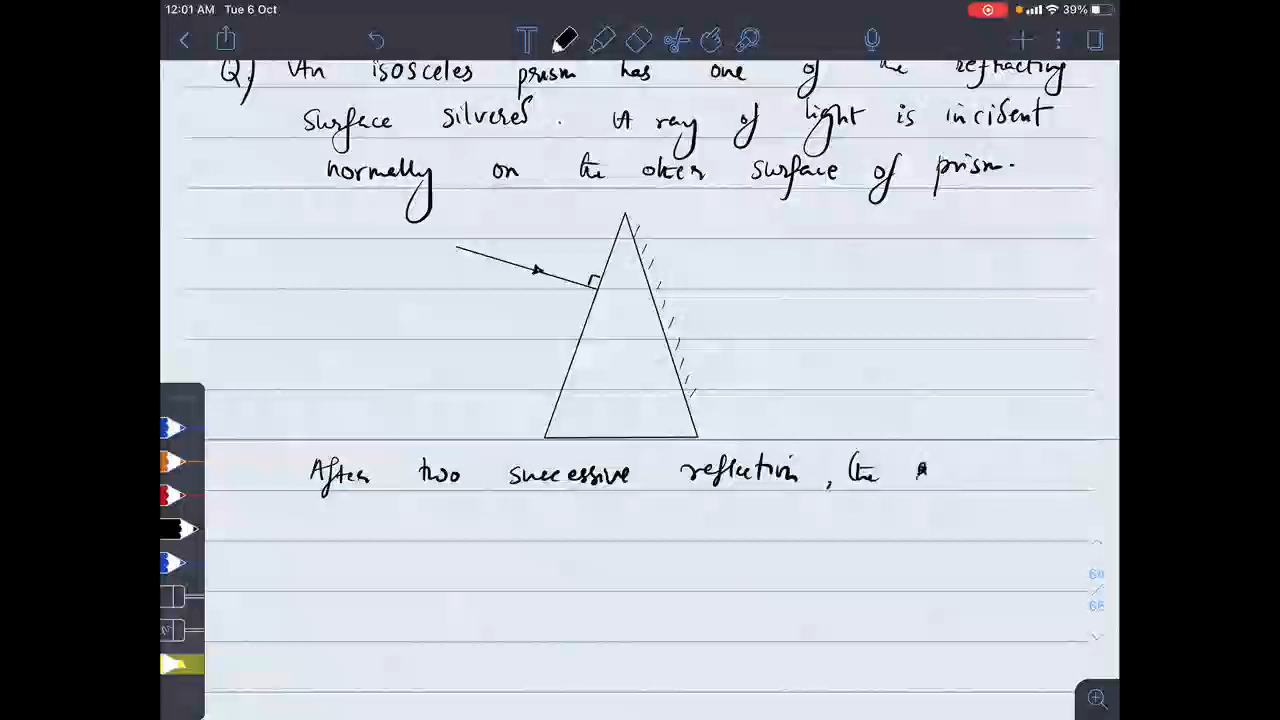 12:01 AM Tue 6 Oct 39%
Q) An isosceles prism has one of the refracting
surface silvered. A ray of light is incident
normally on the other surface of prism.
After two successive reflection, the